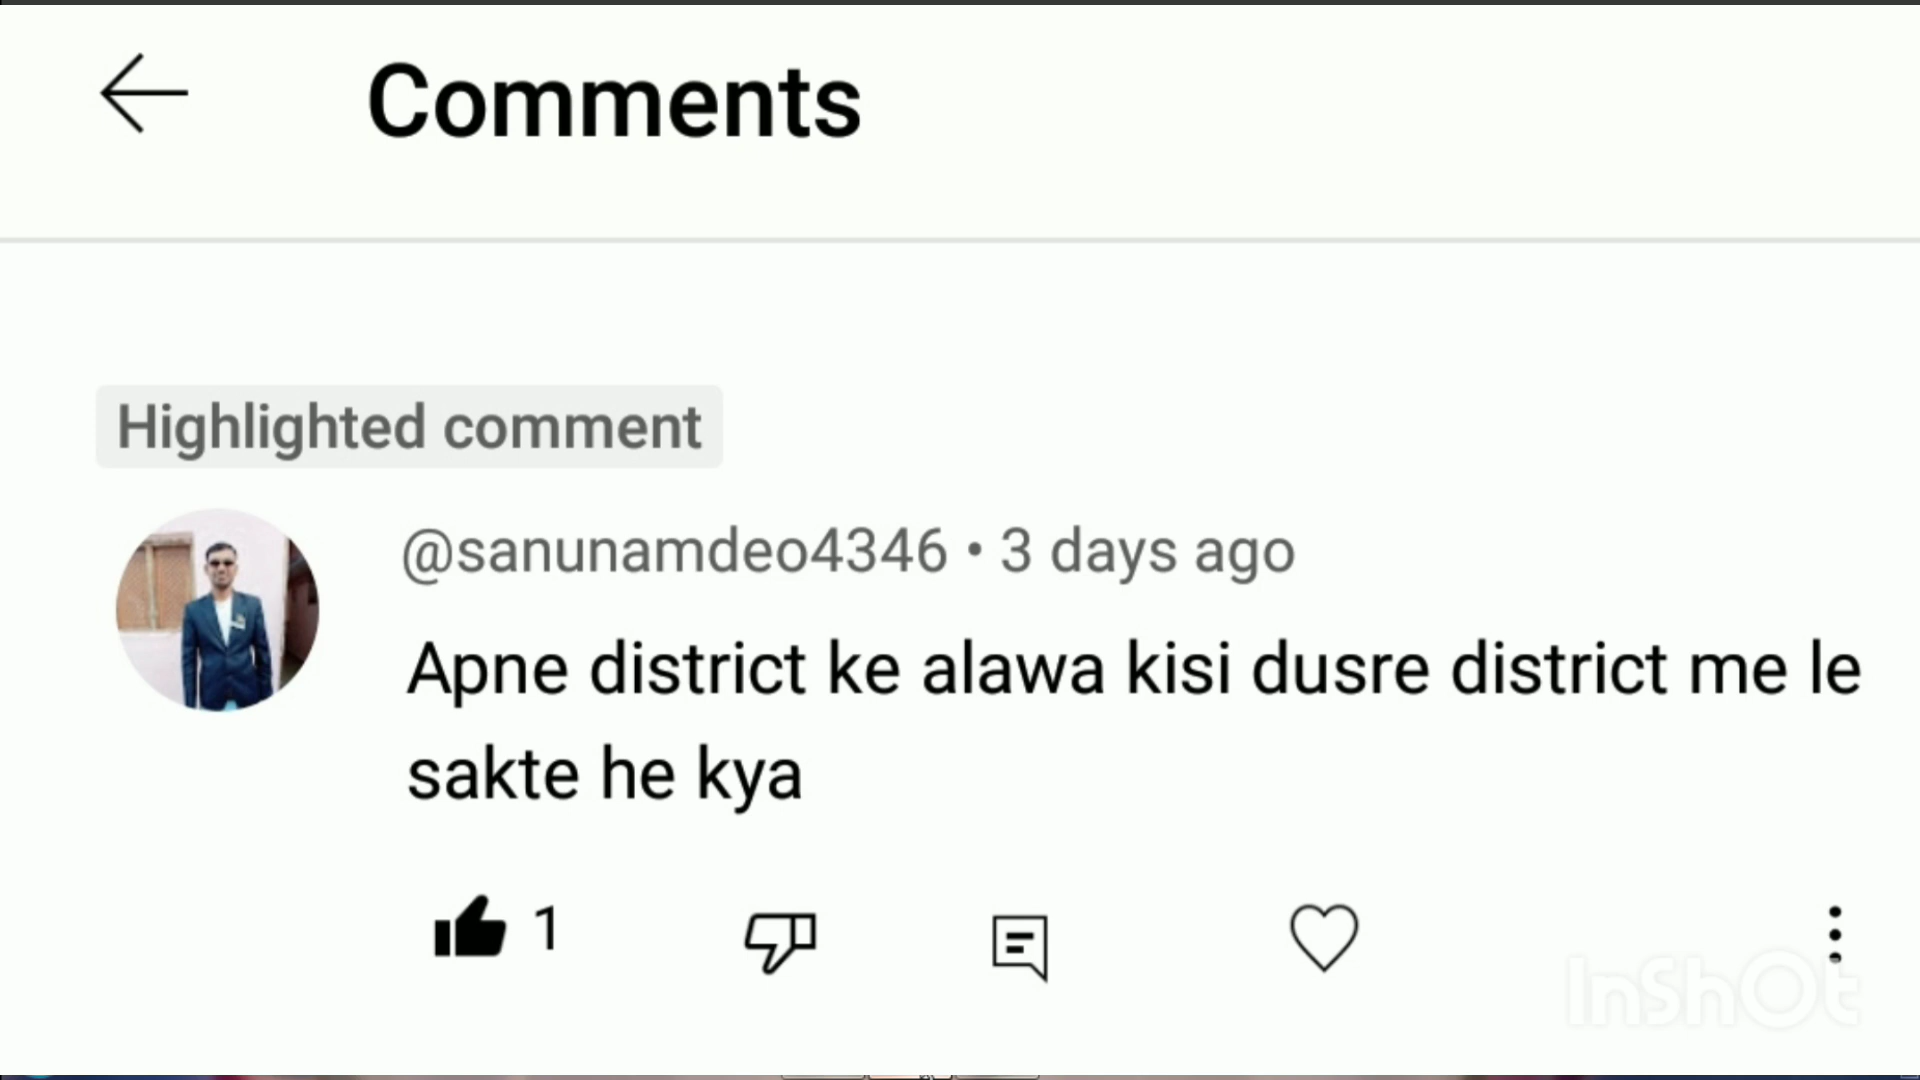 Comments
Highlighted comment
@sanunamdeo4346 • 3 days ago
Apne district ke alawa kisi dusre district me le
sakte he kya
1
InShOt